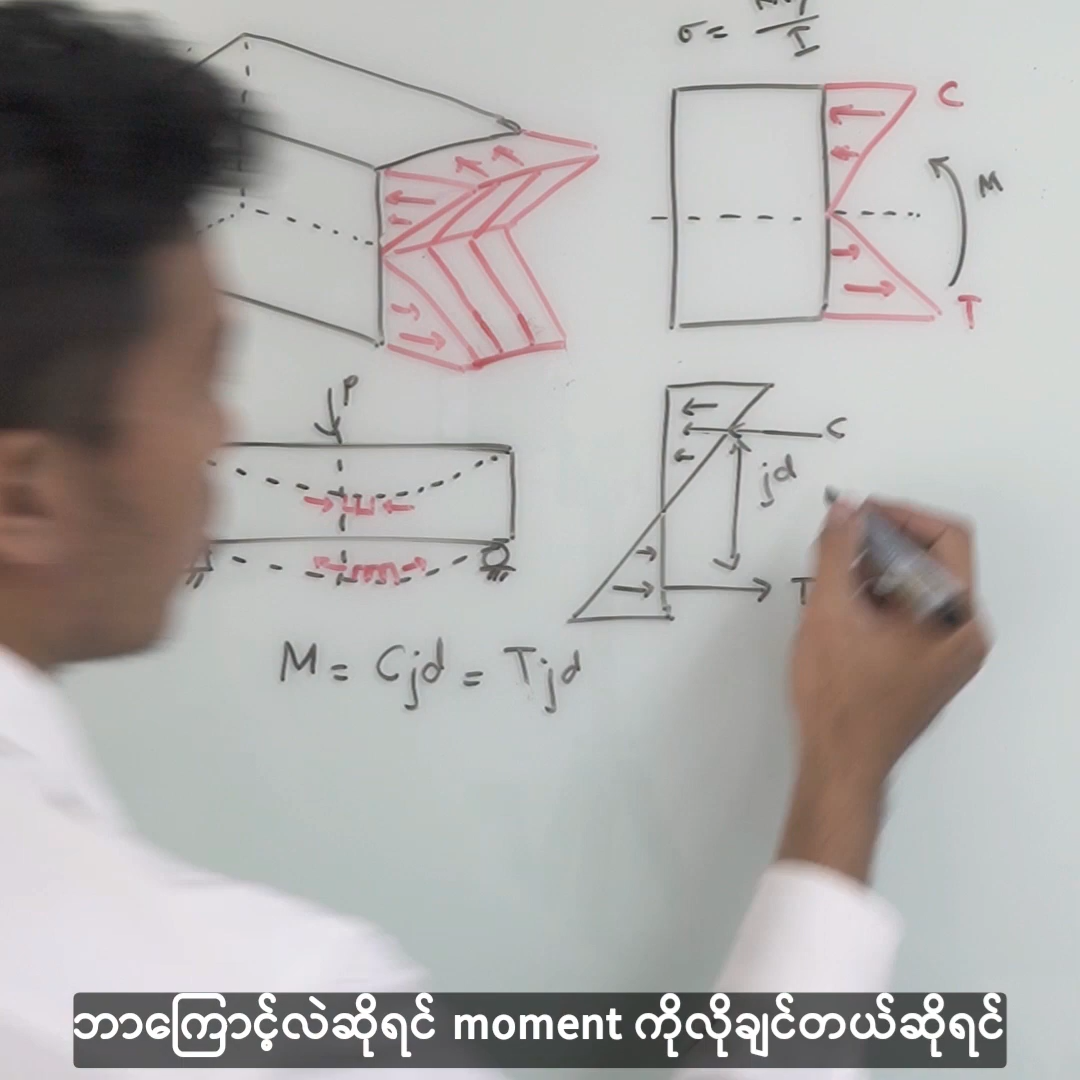 σ = My/I
C
M
T
P
C
jd
T
M = Cjd = Tjd
ဘာကြောင့်လဲဆိုရင် moment ကိုလိုချင်တယ်ဆိုရင်